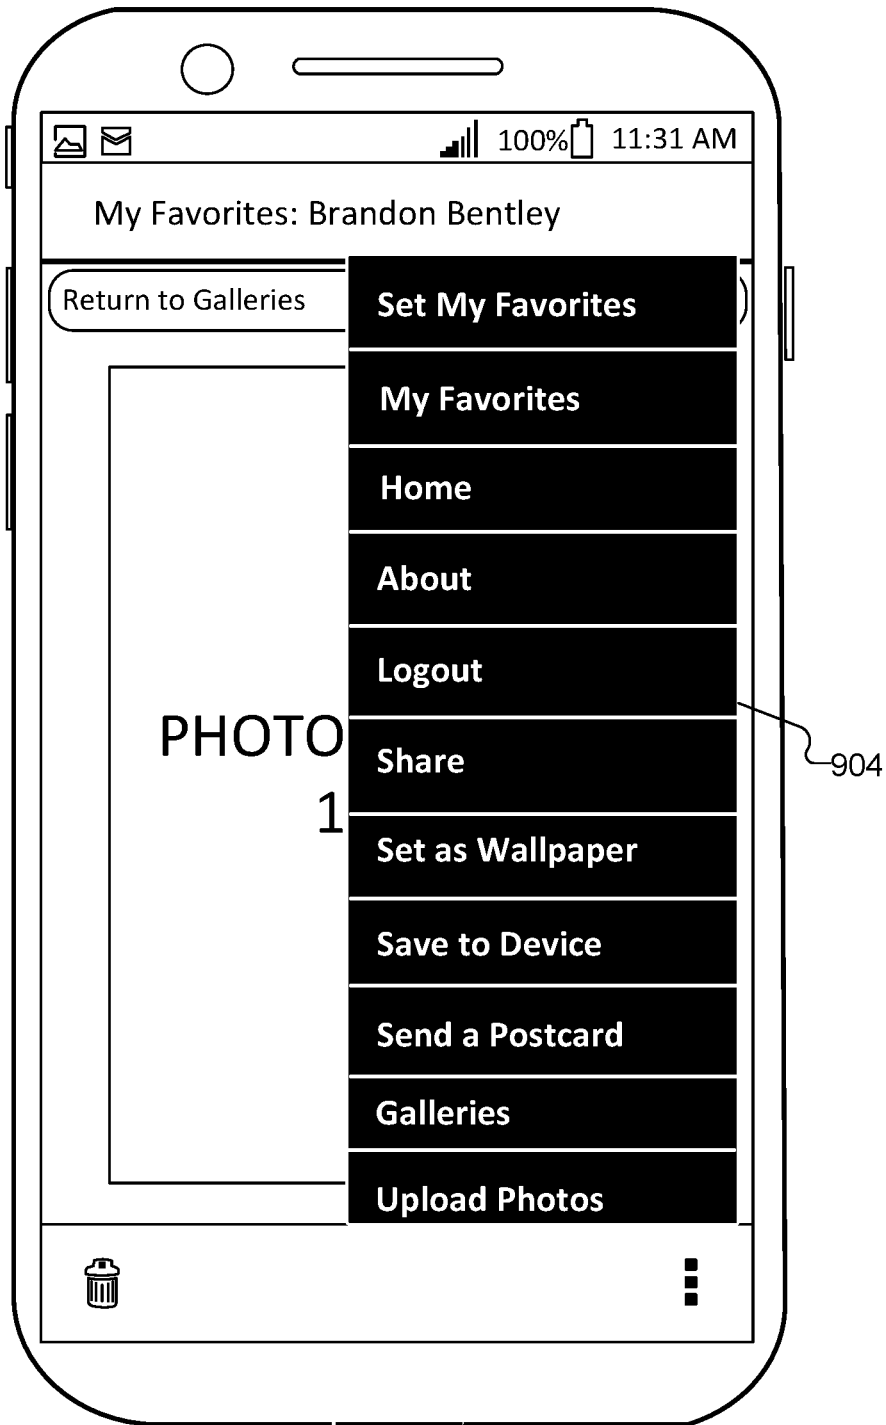 100% 11:31 AM
My Favorites: Brandon Bentley
Return to Galleries
Set My Favorites
My Favorites
Home
About
Logout
PHOTO
1
Share
904
Set as Wallpaper
Save to Device
Send a Postcard
Galleries
Upload Photos